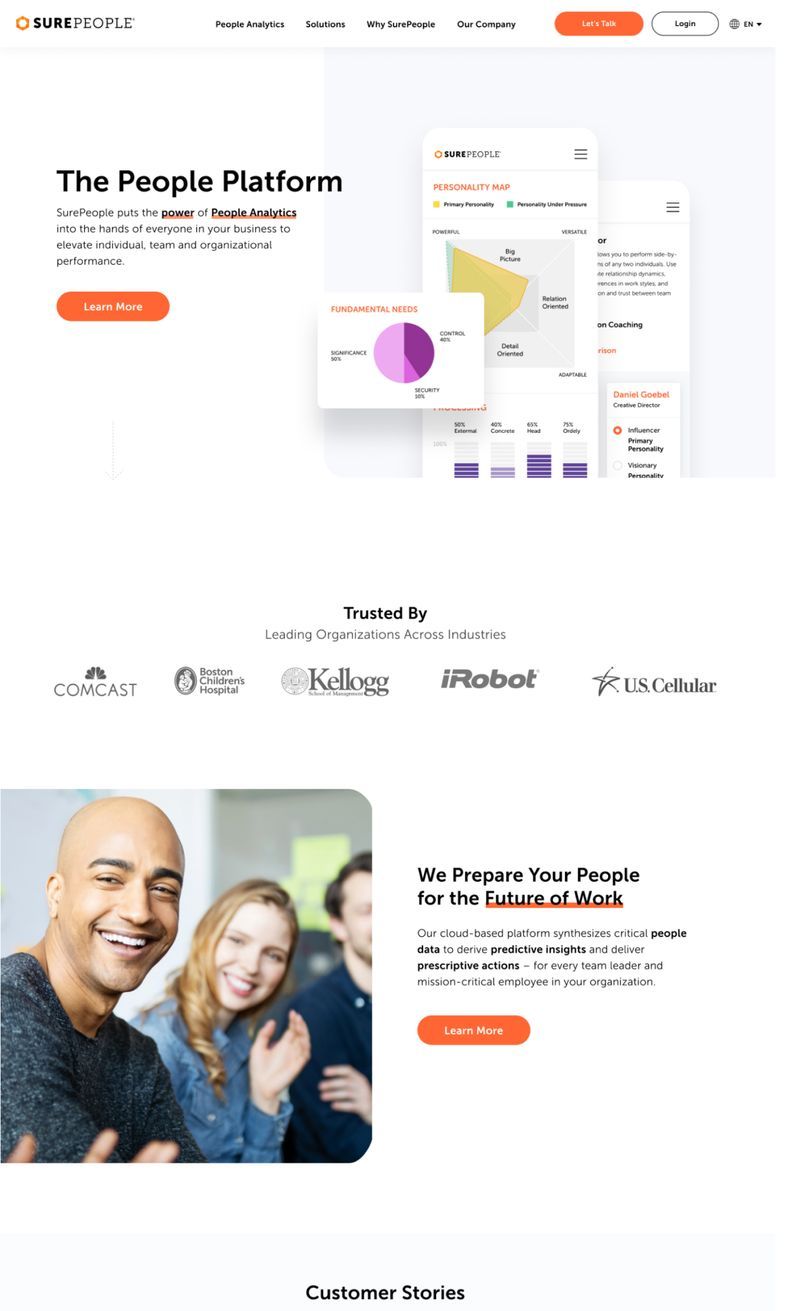 SUREPEOPLE
People Analytics
Solutions
Why SurePeople
Our Company
Let's Talk
Login
EN
The People Platform
SurePeople puts the power of People Analytics
into the hands of everyone in your business to
elevate individual, team and organizational
performance.
Learn More
SUREPEOPLE
PERSONALITY MAP
Primary Personality
Personality Under Pressure
POWERFUL
VERSATILE
Big
Picture
Relation
Oriented
Detail
Oriented
ADAPTABLE
FUNDAMENTAL NEEDS
CONTROL
40%
SIGNIFICANCE
50%
SECURITY
10%
PROCESSING
50% 40% 65% 75%
External Concrete Head Ordely
100%
or
lows you to perform side-by-
ns of any two individuals. Use
te relationship dynamics,
rences in work styles, and
on and trust between team
on Coaching
rison
Daniel Goebel
Creative Director
Influencer
Primary
Personality
Visionary
Personality
Trusted By
Leading Organizations Across Industries
COMCAST
Boston
Children's
Hospital
Kellogg
School of Management
iRobot
U.S. Cellular
We Prepare Your People
for the Future of Work
Our cloud-based platform synthesizes critical people
data to derive predictive insights and deliver
prescriptive actions – for every team leader and
mission-critical employee in your organization.
Learn More
Customer Stories